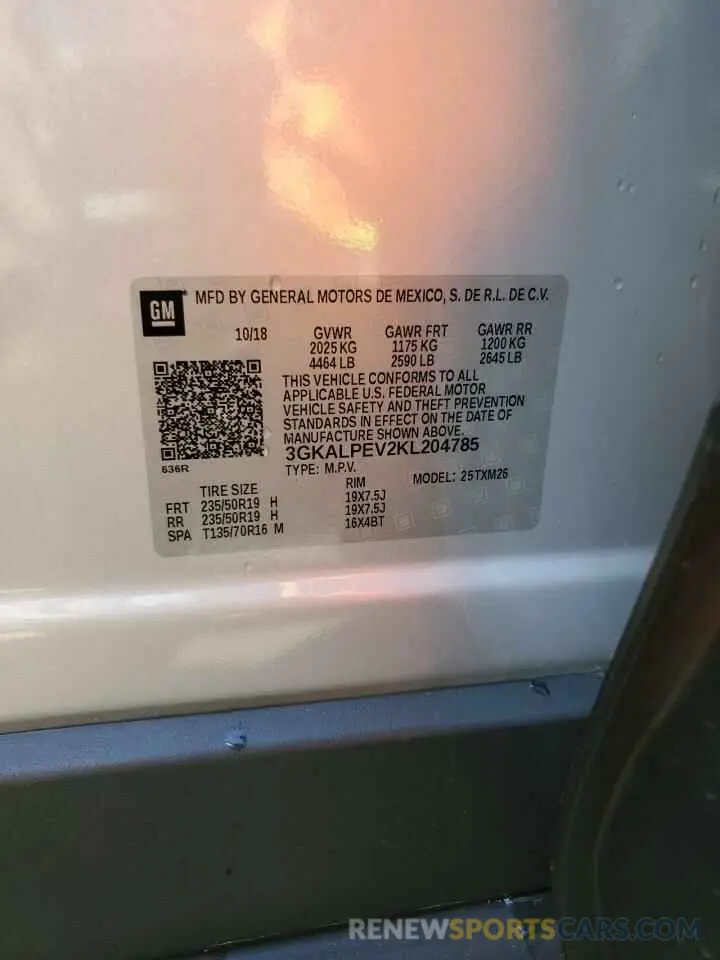 GM
MFD BY GENERAL MOTORS DE MEXICO, S. DE R.L. DE C.V.
10/18 GVWR GAWR FRT GAWR RR
2025 KG 1175 KG 1200 KG
4464 LB 2590 LB 2645 LB
THIS VEHICLE CONFORMS TO ALL
APPLICABLE U.S. FEDERAL MOTOR
VEHICLE SAFETY AND THEFT PREVENTION
STANDARDS IN EFFECT ON THE DATE OF
MANUFACTURE SHOWN ABOVE.
3GKALPEV2KL204785
636R
TYPE: M.P.V. MODEL: 25TXM26
TIRE SIZE RIM
FRT 235/50R19 H 19X7.5J
RR 235/50R19 H 19X7.5J
SPA T135/70R16 M 16X4BT
RENEWSPORTSCARS.COM